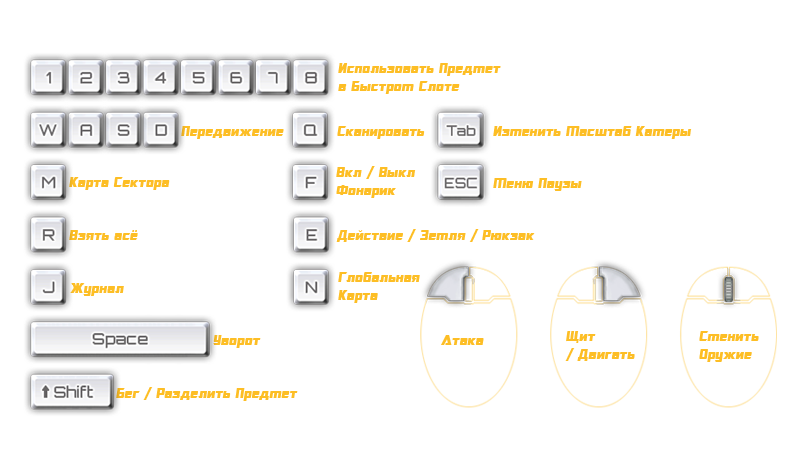 1 2 3 4 5 6 7 8
Использовать Предмет
в Быстром Слоте
W A S D Передвижение
Q Сканировать
Tab Изменить Масштаб Камеры
M Карта Сектора
F
Вкл / Выкл
Фонарик
ESC Меню Паузы
R Взять всё
E Действие / Земля / Рюкзак
J Журнал
N
Глобальная
Карта
Space Уворот
Атака
Щит
/ Двигать
Сменить
Оружие
Shift Бег / Разделить Предмет